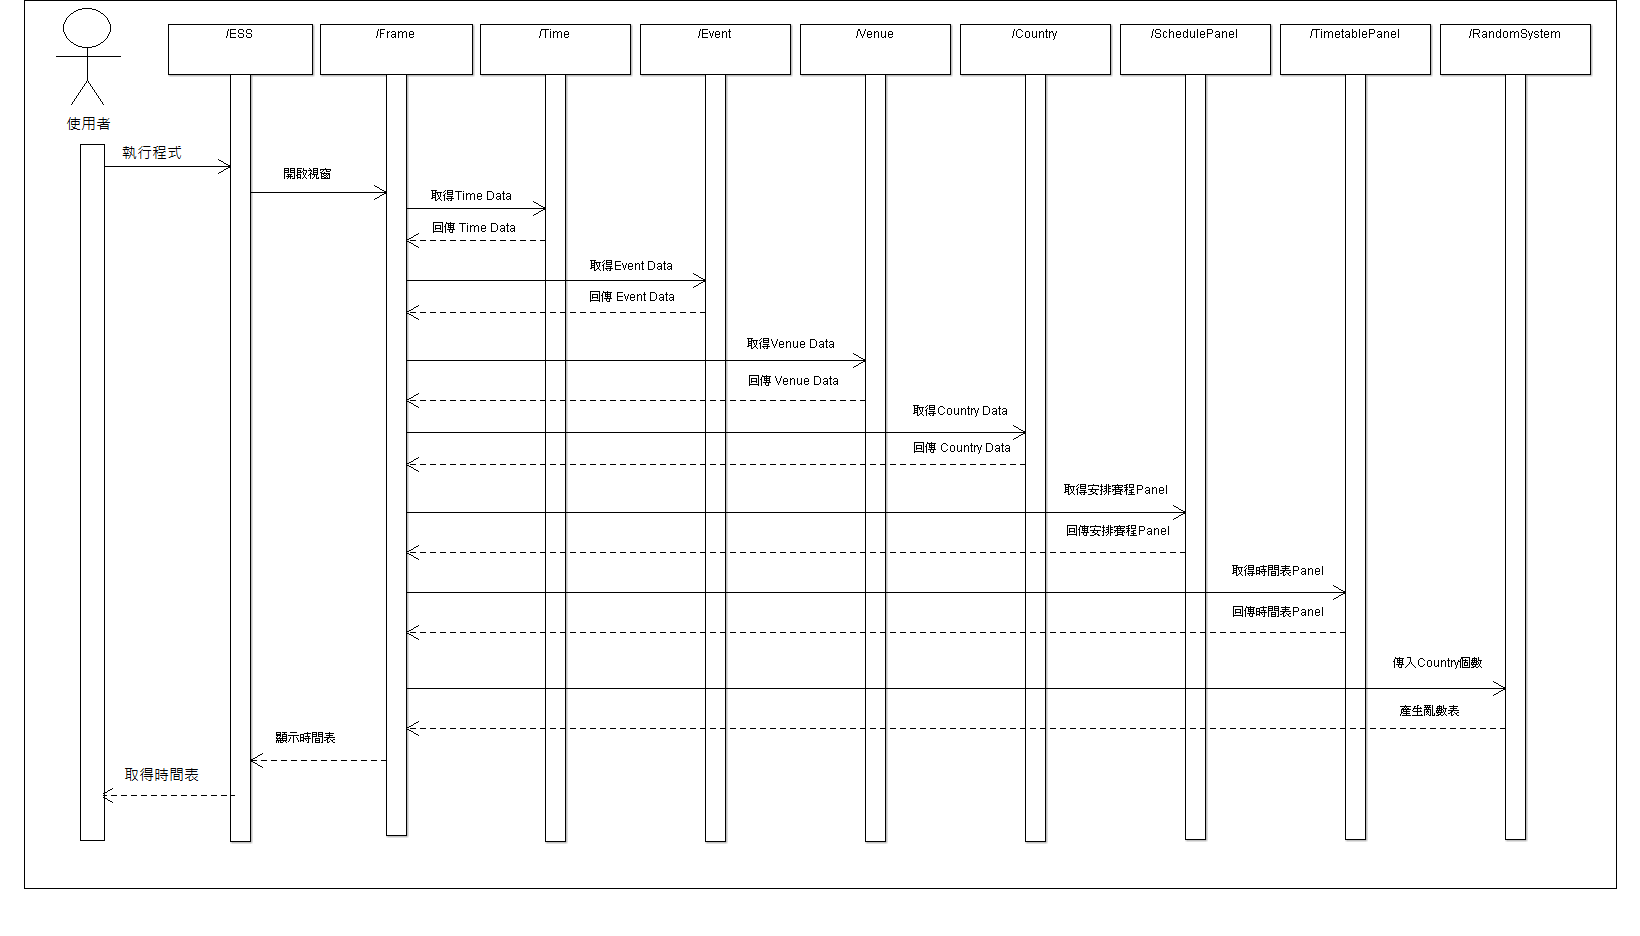 /ESS
/Frame
/Time
/Event
/Venue
/Country
/SchedulePanel
/TimetablePanel
/RandomSystem
使用者
執行程式
開啟視窗
取得Time Data
回傳 Time Data
取得Event Data
回傳 Event Data
取得Venue Data
回傳 Venue Data
取得Country Data
回傳 Country Data
取得安排賽程Panel
回傳安排賽程Panel
取得時間表Panel
回傳時間表Panel
傳入Country個數
產生亂數表
顯示時間表
取得時間表